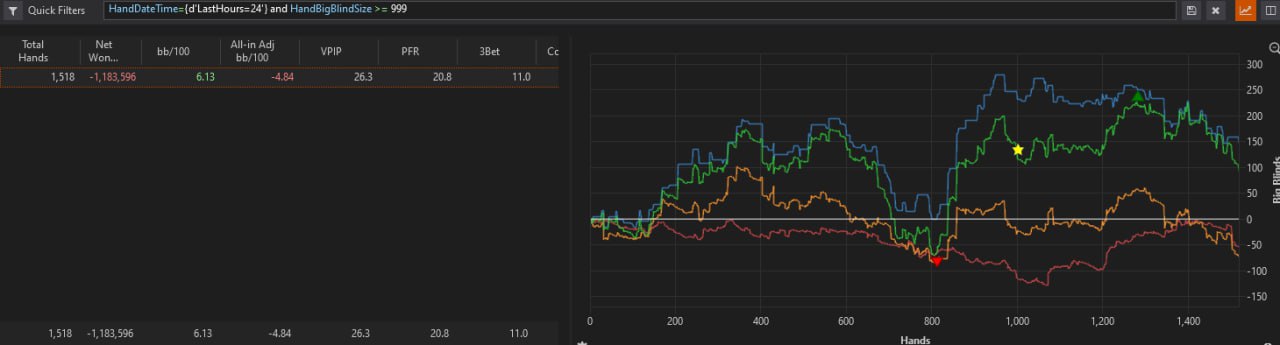 Quick Filters HandDateTime={d'LastHours=24'} and HandBigBlindSize >= 999
Total Hands Net Won... bb/100 All-in Adj bb/100 VPIP PFR 3Bet Cc
1,518 -1,183,596 6.13 -4.84 26.3 20.8 11.0
1,518 -1,183,596 6.13 -4.84 26.3 20.8 11.0
300
250
200
150
100
50
0
-50
-100
-150
Big Blinds
0 200 400 600 800 1,000 1,200 1,400
Hands